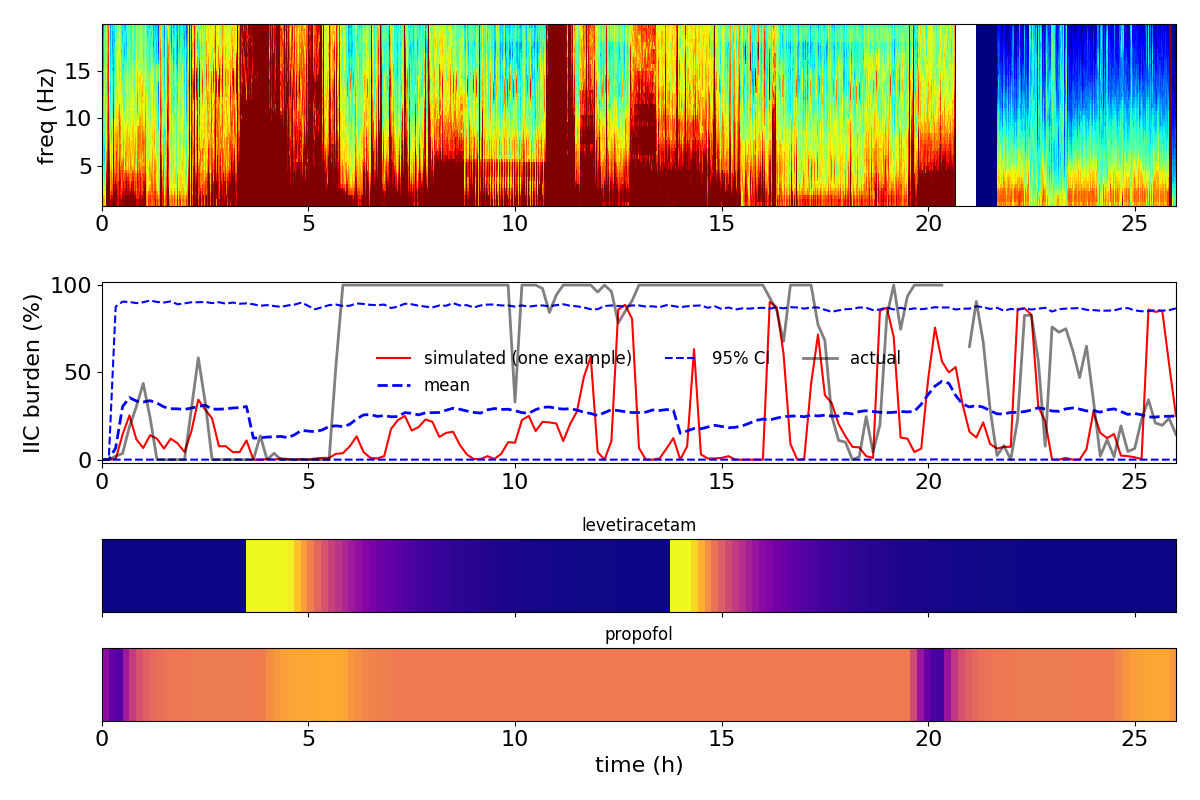 freq (Hz)
15
10
5
0 5 10 15 20 25
IIC burden (%)
100
50
0
simulated (one example) 95% CI actual
mean
0 5 10 15 20 25
levetiracetam
propofol
0 5 10 15 20 25
time (h)